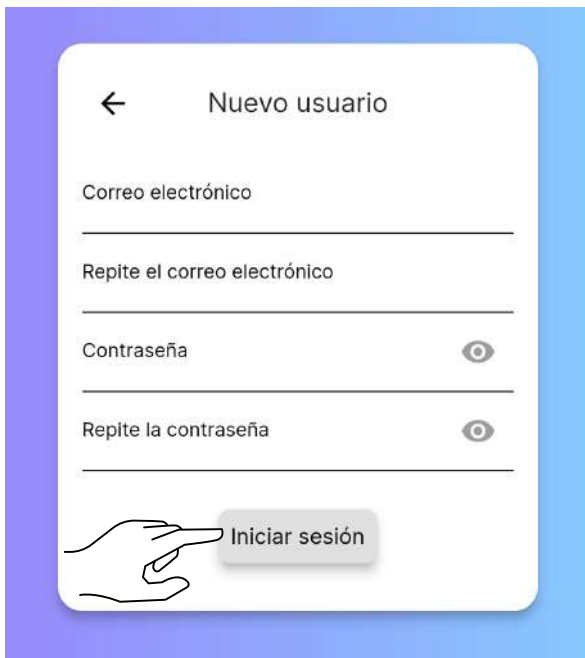 Nuevo usuario
Correo electrónico
Repite el correo electrónico
Contraseña
Repite la contraseña
Iniciar sesión